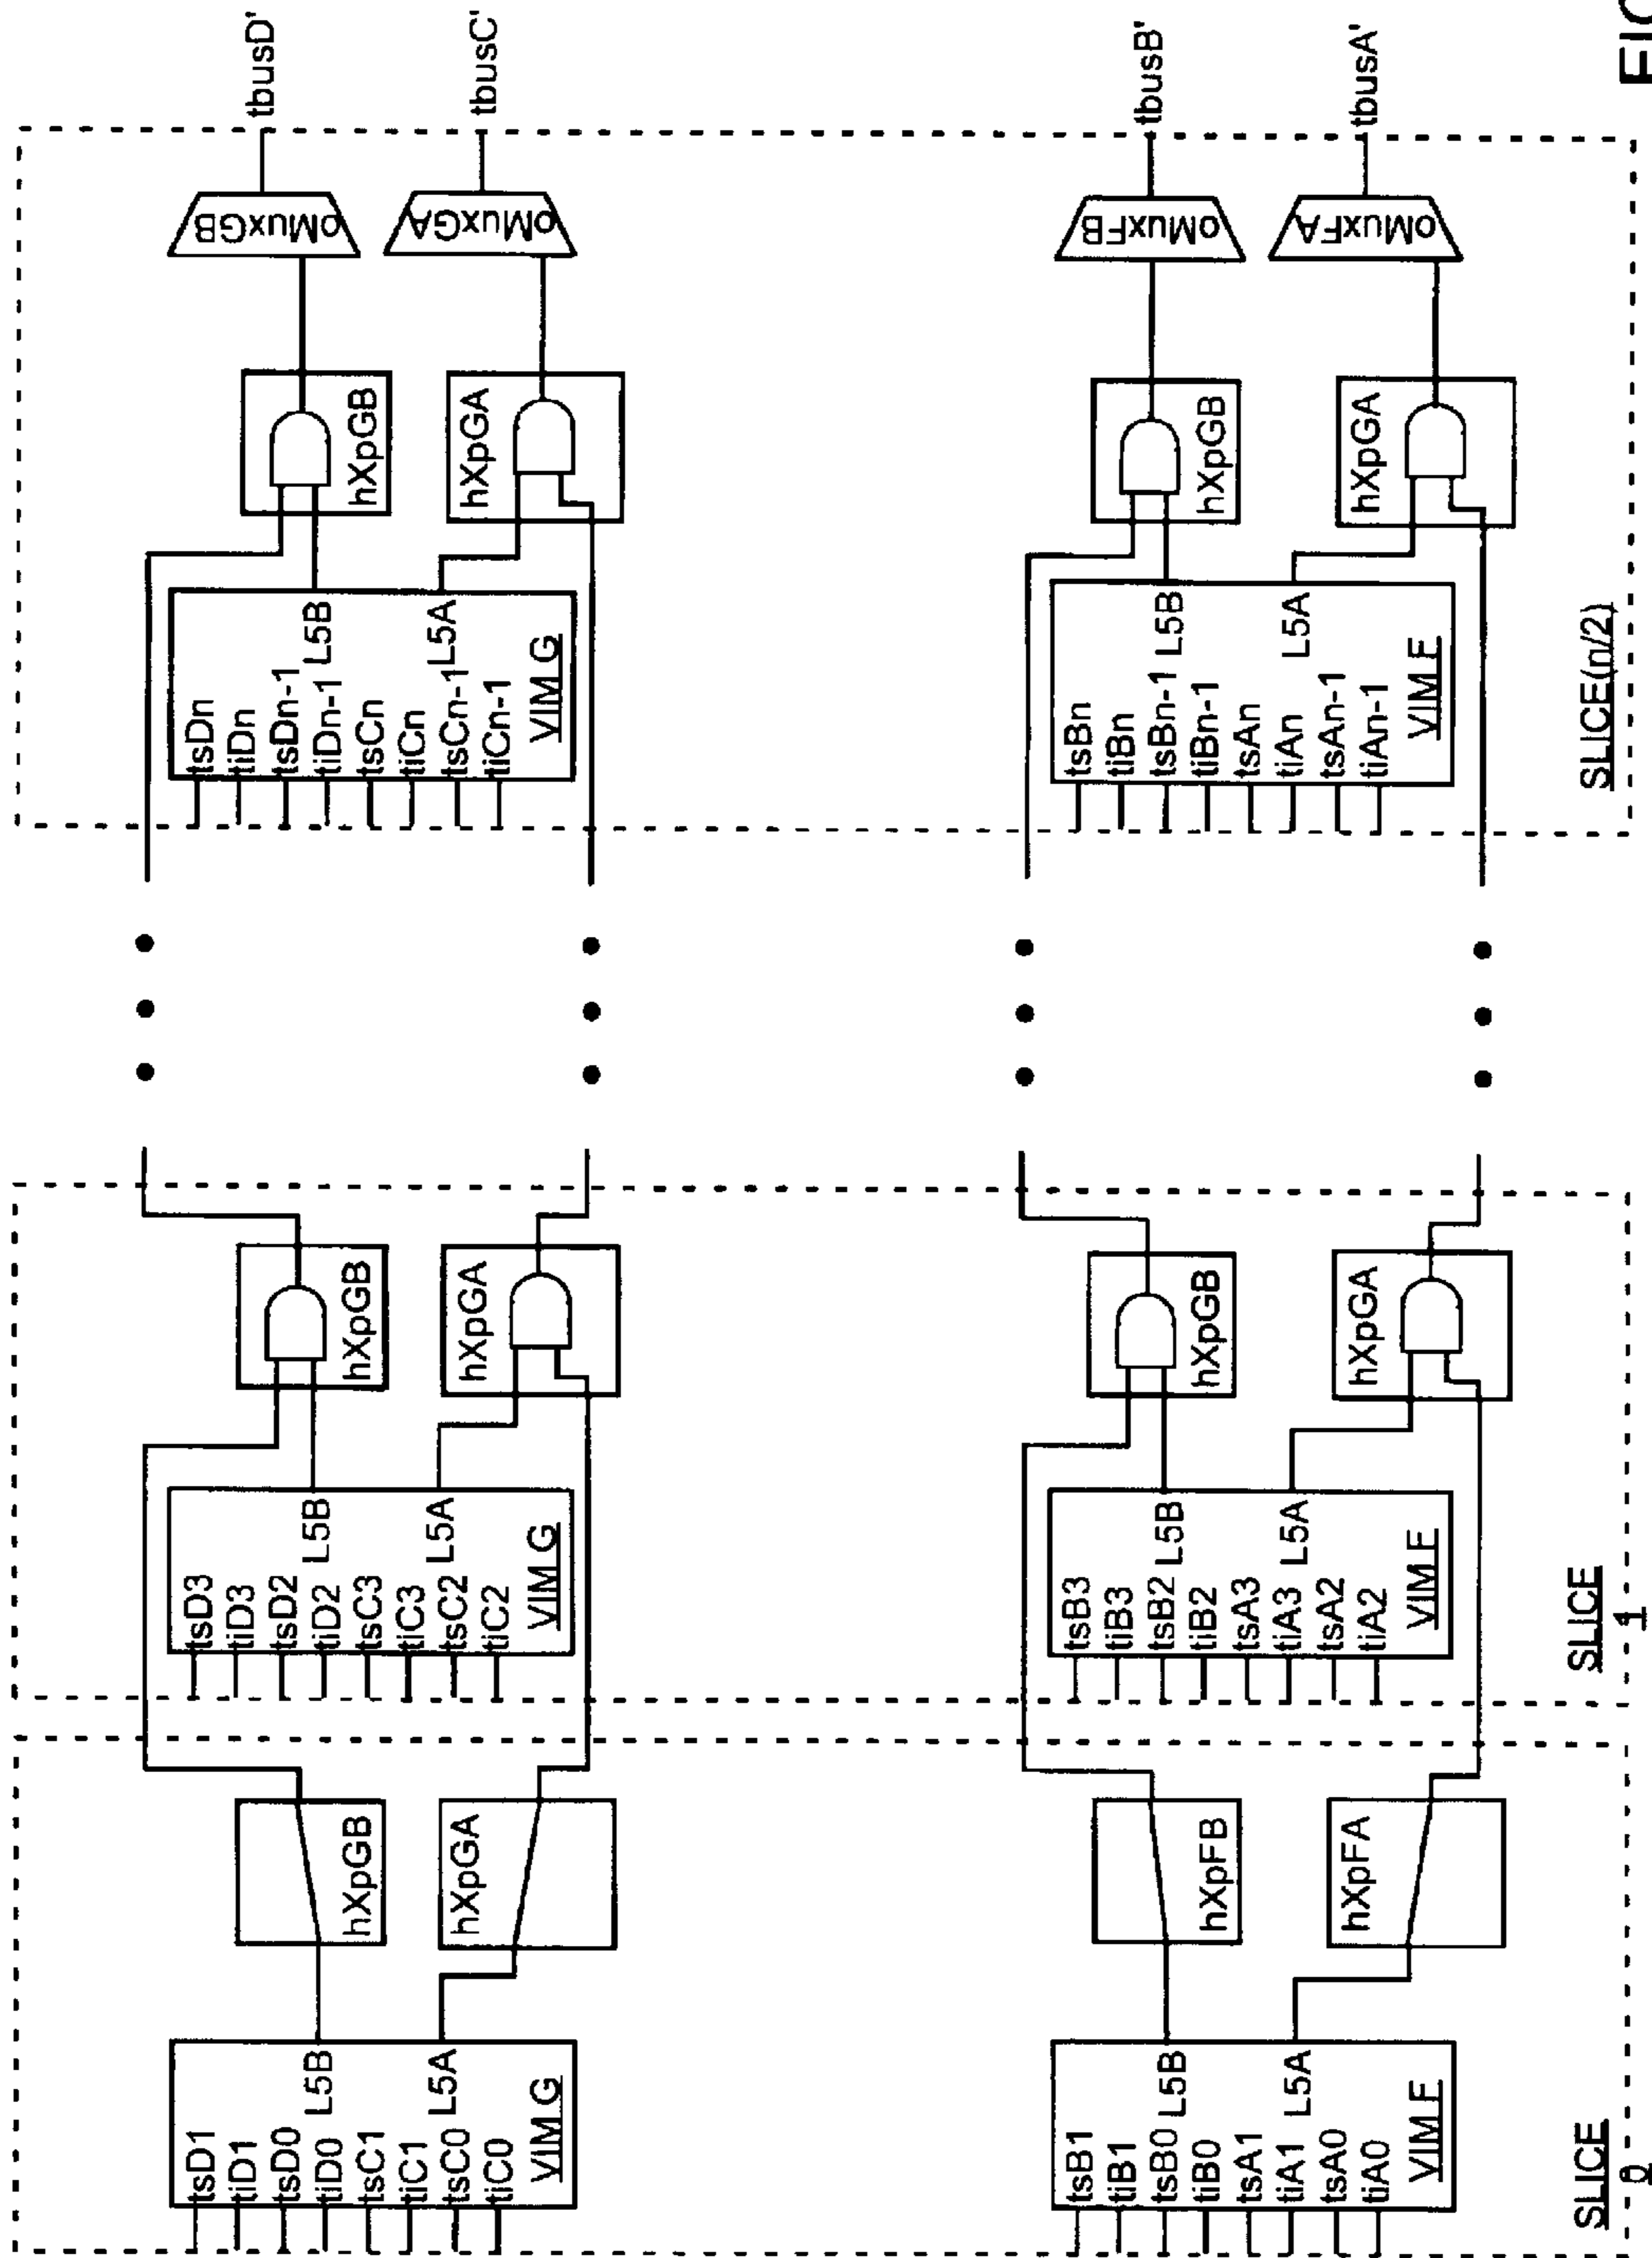 tsD1
tiD1
tsD0
tiD0
tsC1
tiC1
tsC0
tiC0
L5B
L5A
VIM G
hXpGB
hXpGA
tsB1
tiB1
tsB0
tiB0
tsA1
tiA1
tsA0
tiA0
L5B
L5A
VIM F
hXpFB
hXpFA
SLICE
0
tsD3
tiD3
tsD2
tiD2
tsC3
tiC3
tsC2
tiC2
L5B
L5A
VIM G
hXpGB
hXpGA
tsB3
tiB3
tsB2
tiB2
tsA3
tiA3
tsA2
tiA2
L5B
L5A
VIM F
hXpGB
hXpGA
SLICE
1
tsDn
tiDn
tsDn-1
tiDn-1
tsCn
tiCn
tsCn-1
tiCn-1
L5B
L5A
VIM G
hXpGB
hXpGA
oMuxGB
oMuxGA
tbusD'
tbusC'
tsBn
tiBn
tsBn-1
tiBn-1
tsAn
tiAn
tsAn-1
tiAn-1
L5B
L5A
VIM F
hXpGB
hXpGA
oMuxFB
oMuxFA
tbusB'
tbusA'
SLICE(n/2)